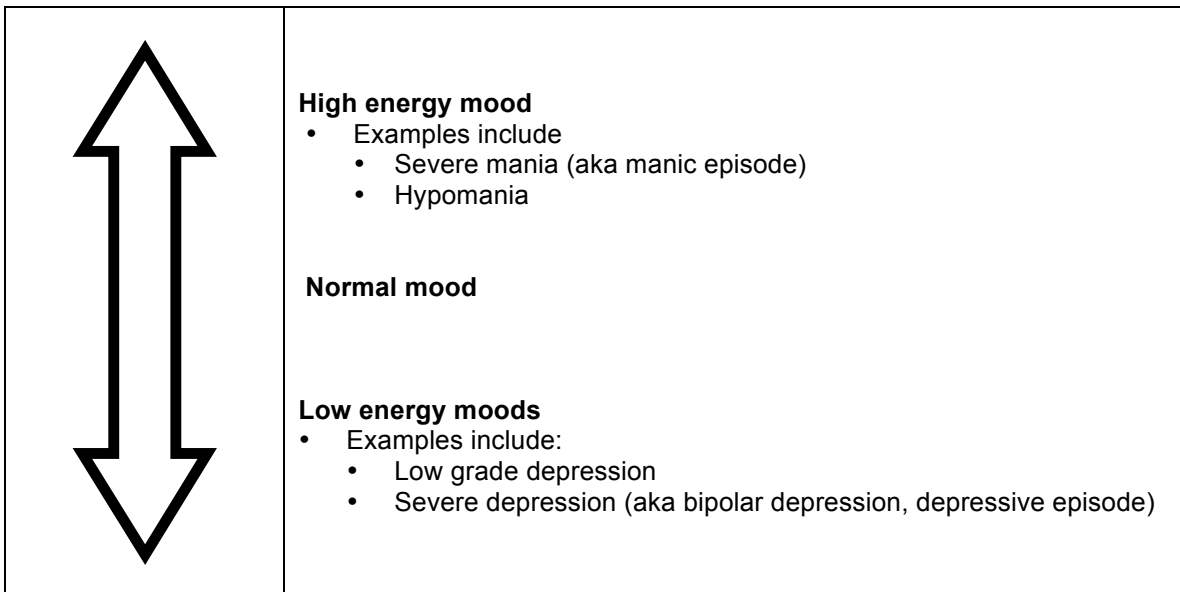 High energy mood
• Examples include
• Severe mania (aka manic episode)
• Hypomania
Normal mood
Low energy moods
• Examples include:
• Low grade depression
• Severe depression (aka bipolar depression, depressive episode)